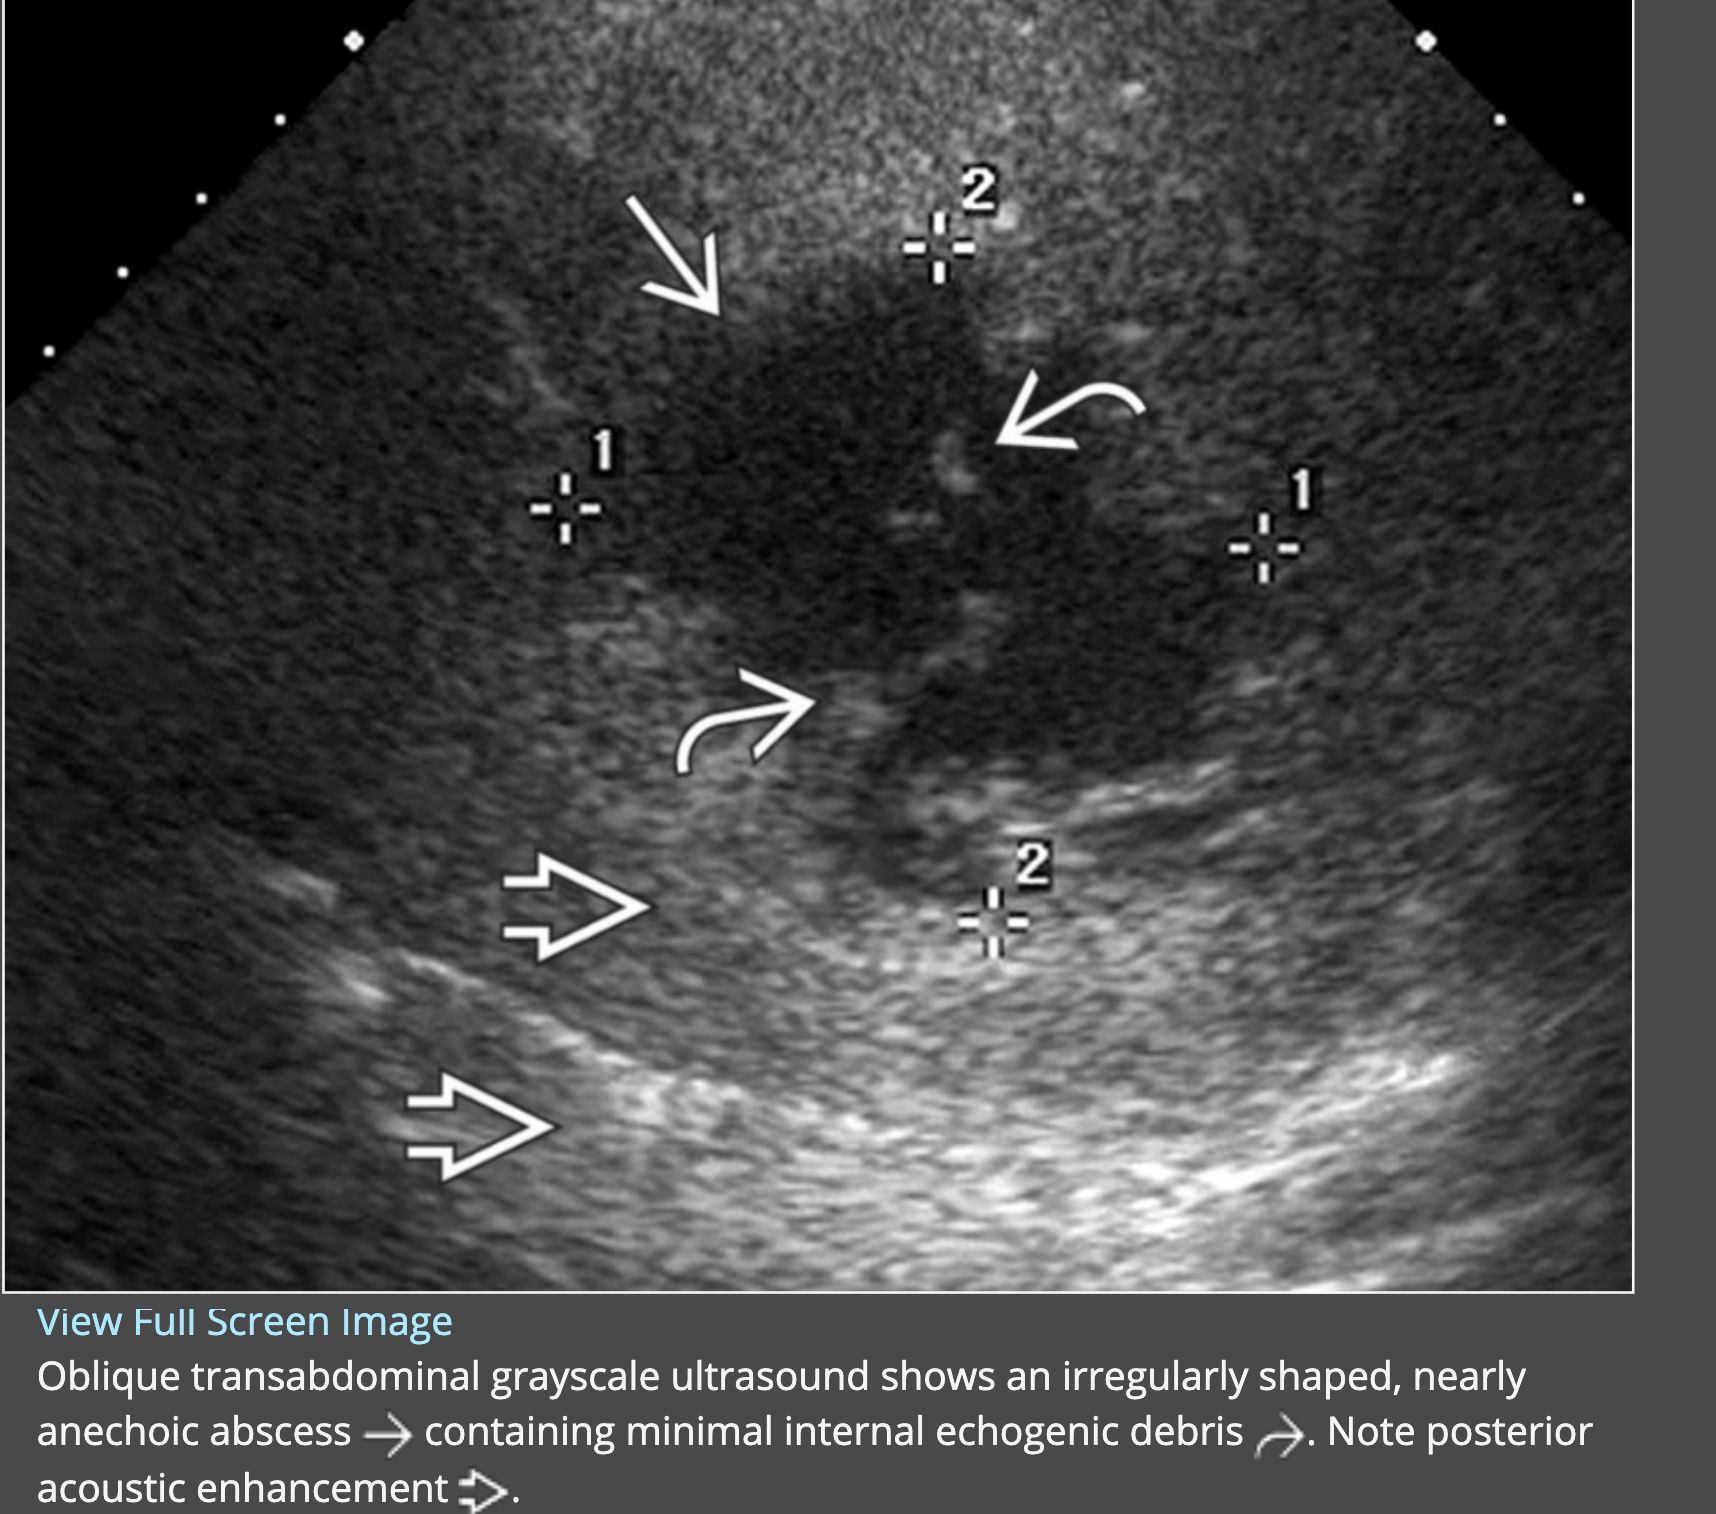 2
1
1
2
View Full Screen Image
Oblique transabdominal grayscale ultrasound shows an irregularly shaped, nearly
anechoic abscess → containing minimal internal echogenic debris ↷. Note posterior
acoustic enhancement ⇨.